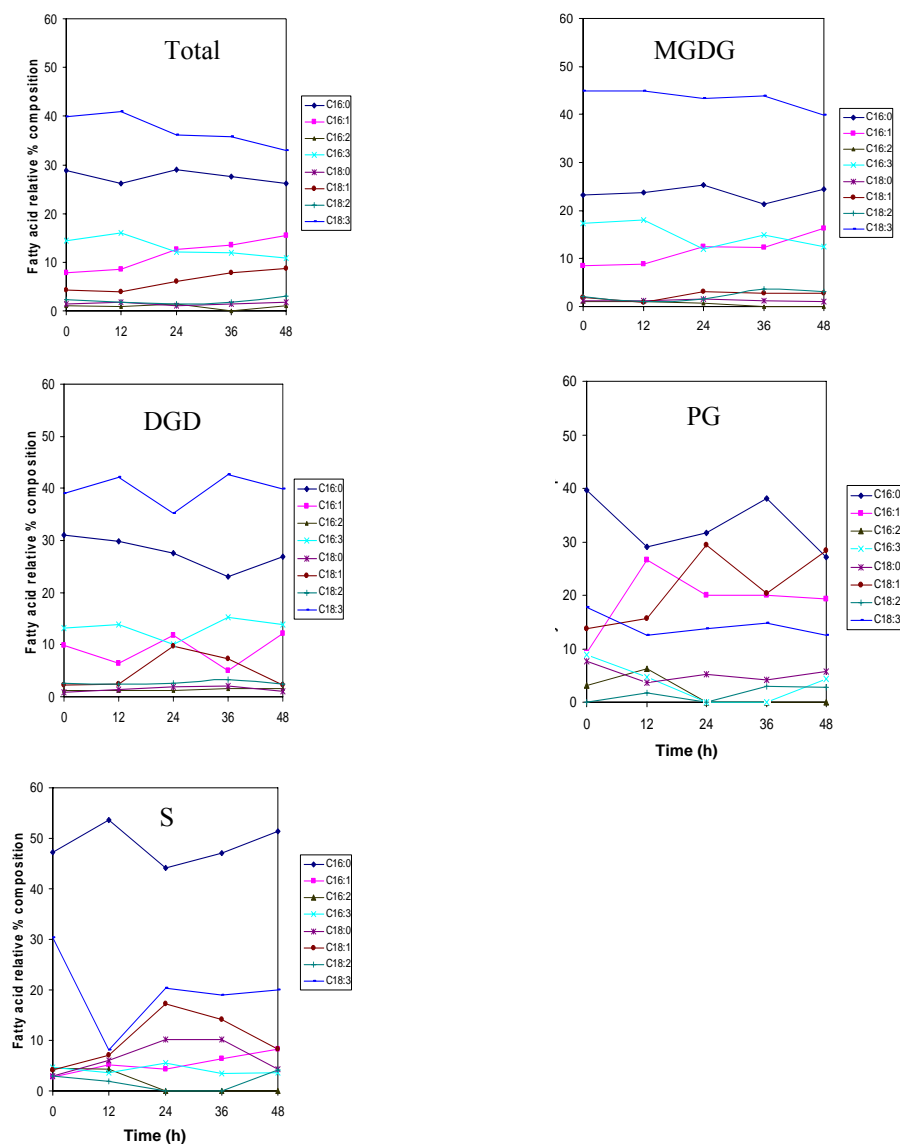 Total
Fatty acid relative % composition
60
50
40
30
20
10
0
0 12 24 36 48
C16:0
C16:1
C16:2
C16:3
C18:0
C18:1
C18:2
C18:3
MGDG
60
50
40
30
20
10
0
0 12 24 36 48
C16:0
C16:1
C16:2
C16:3
C18:0
C18:1
C18:2
C18:3
DGD
Fatty acid relative % composition
60
50
40
30
20
10
0
0 12 24 36 48
C16:0
C16:1
C16:2
C16:3
C18:0
C18:1
C18:2
C18:3
PG
60
50
40
30
20
10
0
0 12 24 36 48
Time (h)
C16:0
C16:1
C16:2
C16:3
C18:0
C18:1
C18:2
C18:3
S
Fatty acid relative % composition
60
50
40
30
20
10
0
0 12 24 36 48
Time (h)
C16:0
C16:1
C16:2
C16:3
C18:0
C18:1
C18:2
C18:3